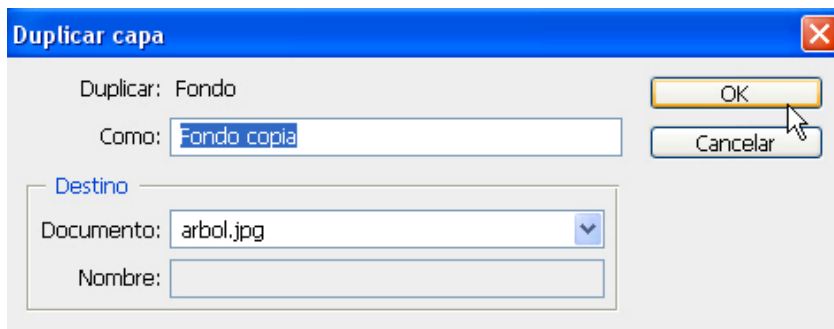 Duplicar capa
Duplicar: Fondo
OK
Como: Fondo copia
Cancelar
Destino
Documento: arbol.jpg
Nombre: